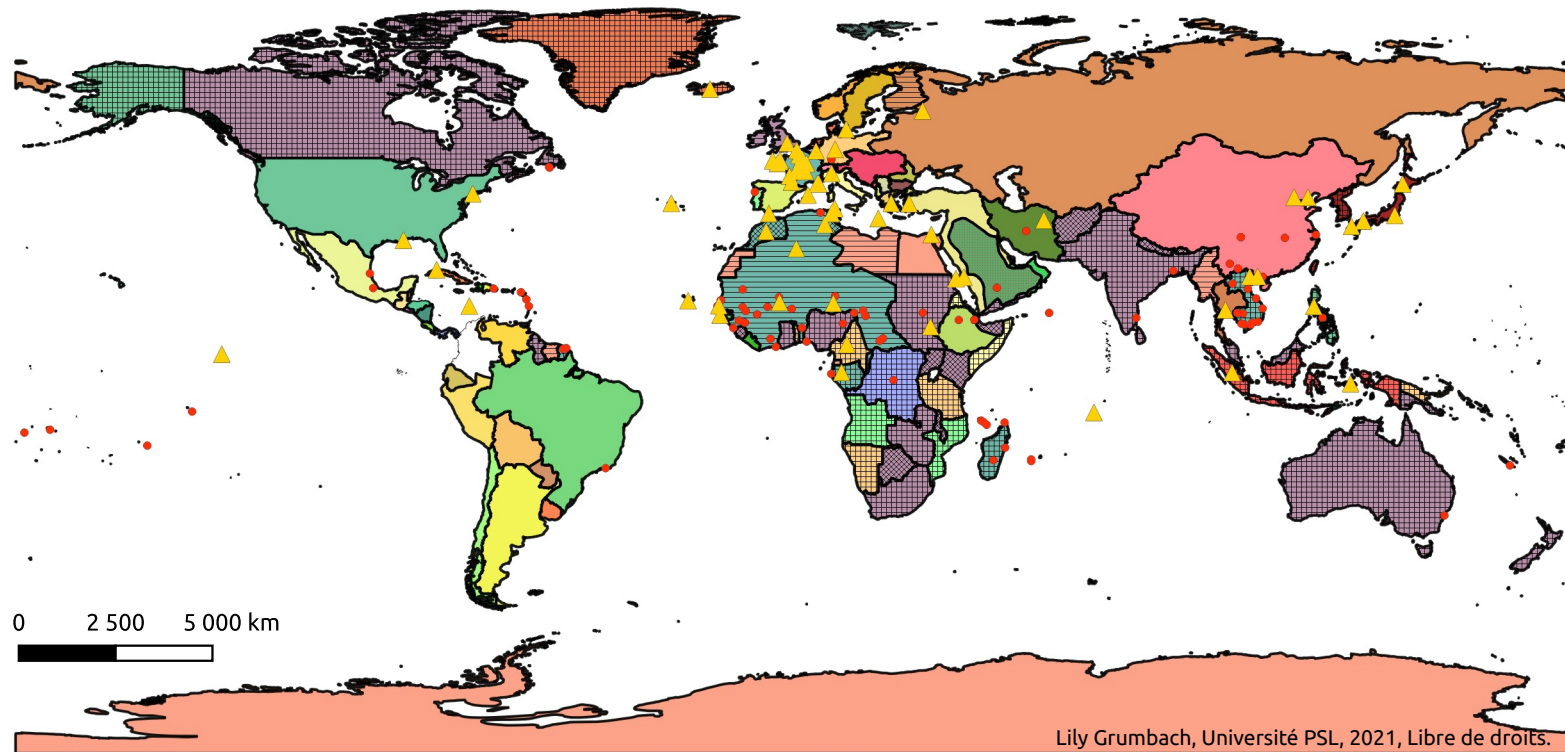 0 2 500 5 000 km
Lily Grumbach, Université PSL, 2021, Libre de droits.